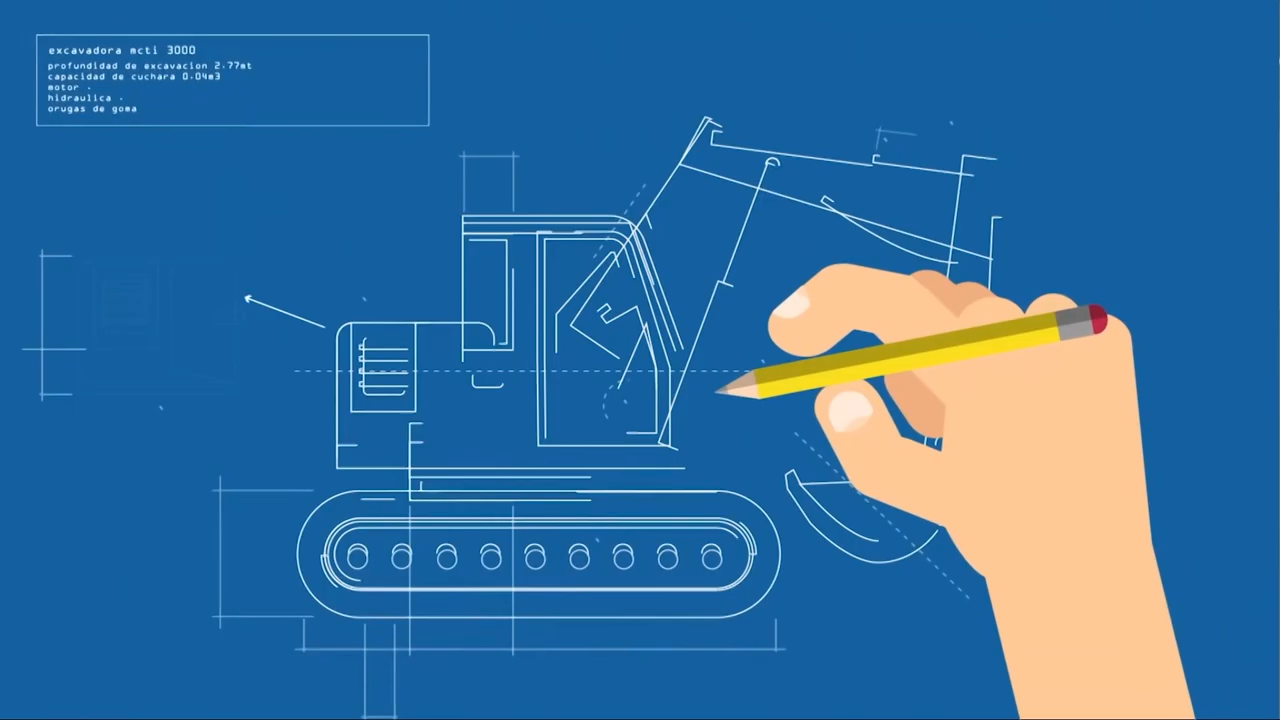 excavadora mcti 3000
profundidad de excavacion 2.77mt
capacidad de cuchara 0.04m3
motor .
hidraulica .
orugas de goma